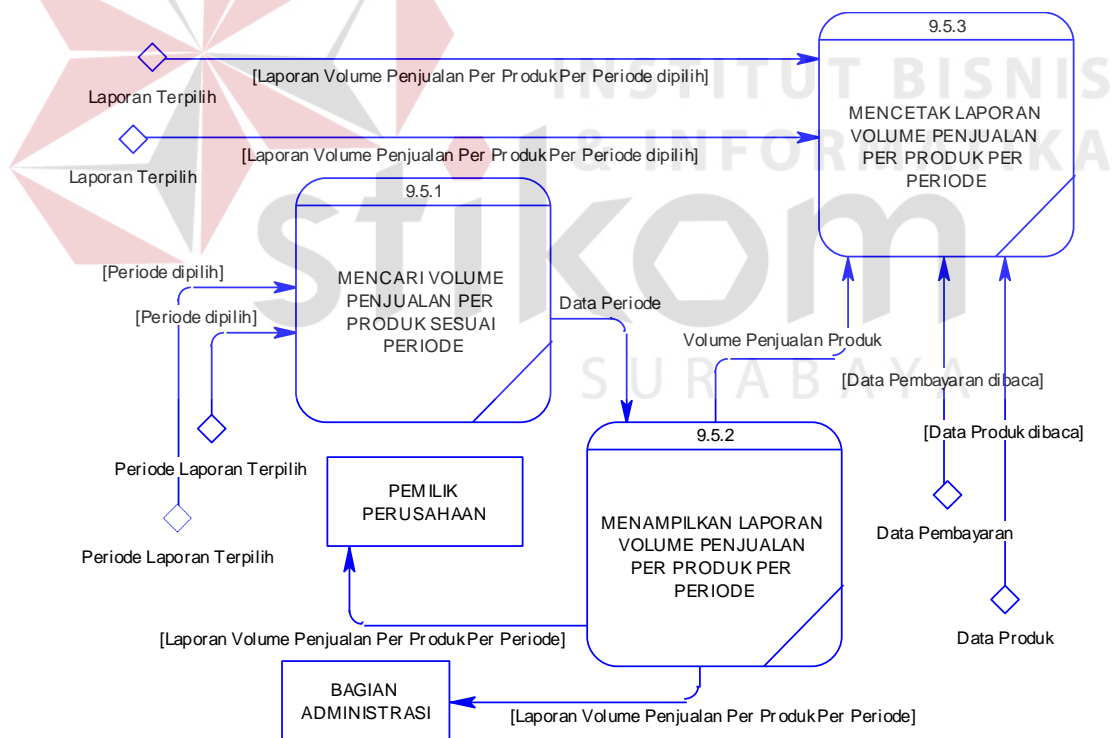 9.5.3
[Laporan Volume Penjualan Per Produk Per Periode dipilih]
Laporan Terpilih
MENCETAK LAPORAN
VOLUME PENJUALAN
PER PRODUK PER
PERIODE
[Laporan Volume Penjualan Per Produk Per Periode dipilih]
Laporan Terpilih
INSTITUT BISNIS
& INFORMATIKA
stikom
SURABAYA
9.5.1
MENCARI VOLUME
PENJUALAN PER
PRODUK SESUAI
PERIODE
[Periode dipilih]
[Periode dipilih]
Data Periode
Volume Penjualan Produk
[Data Pembayaran dibaca]
[Data Produk dibaca]
Periode Laporan Terpilih
Periode Laporan Terpilih
9.5.2
MENAMPILKAN LAPORAN
VOLUME PENJUALAN
PER PRODUK PER
PERIODE
PEMILIK
PERUSAHAAN
Data Pembayaran
Data Produk
[Laporan Volume Penjualan Per Produk Per Periode]
BAGIAN
ADMINISTRASI
[Laporan Volume Penjualan Per Produk Per Periode]